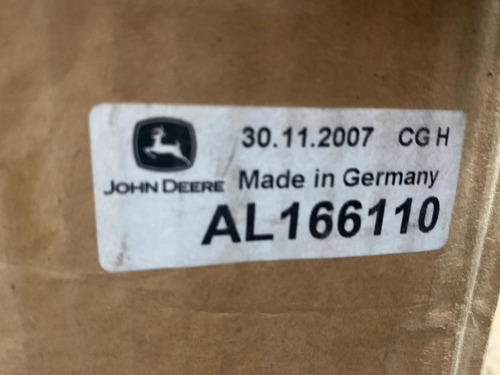 30.11.2007 CG H
JOHN DEERE Made in Germany
AL166110